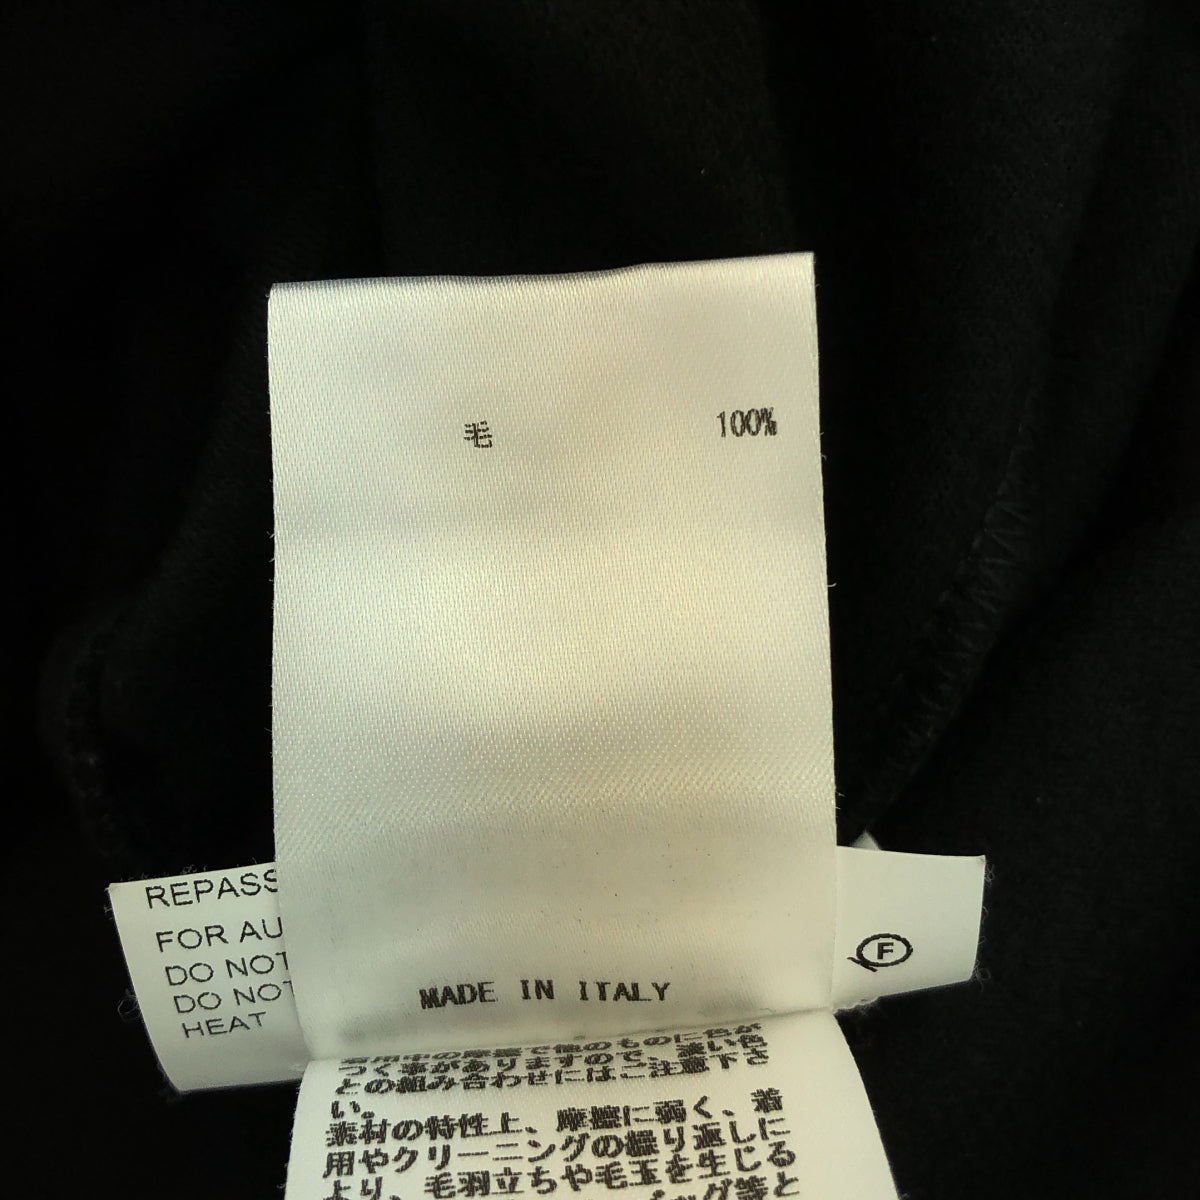 毛 100%
MADE IN ITALY
REPASS
FOR AU
DO NOT
DO NOT
HEAT
F
着用中の摩擦で他のものに色が
つく事がありますので、淡い色
との組み合わせにはご注意下さ
い。
素材の特性上、摩擦に弱く、着
用やクリーニングの繰り返しに
より、毛羽立ちや毛玉を生じる